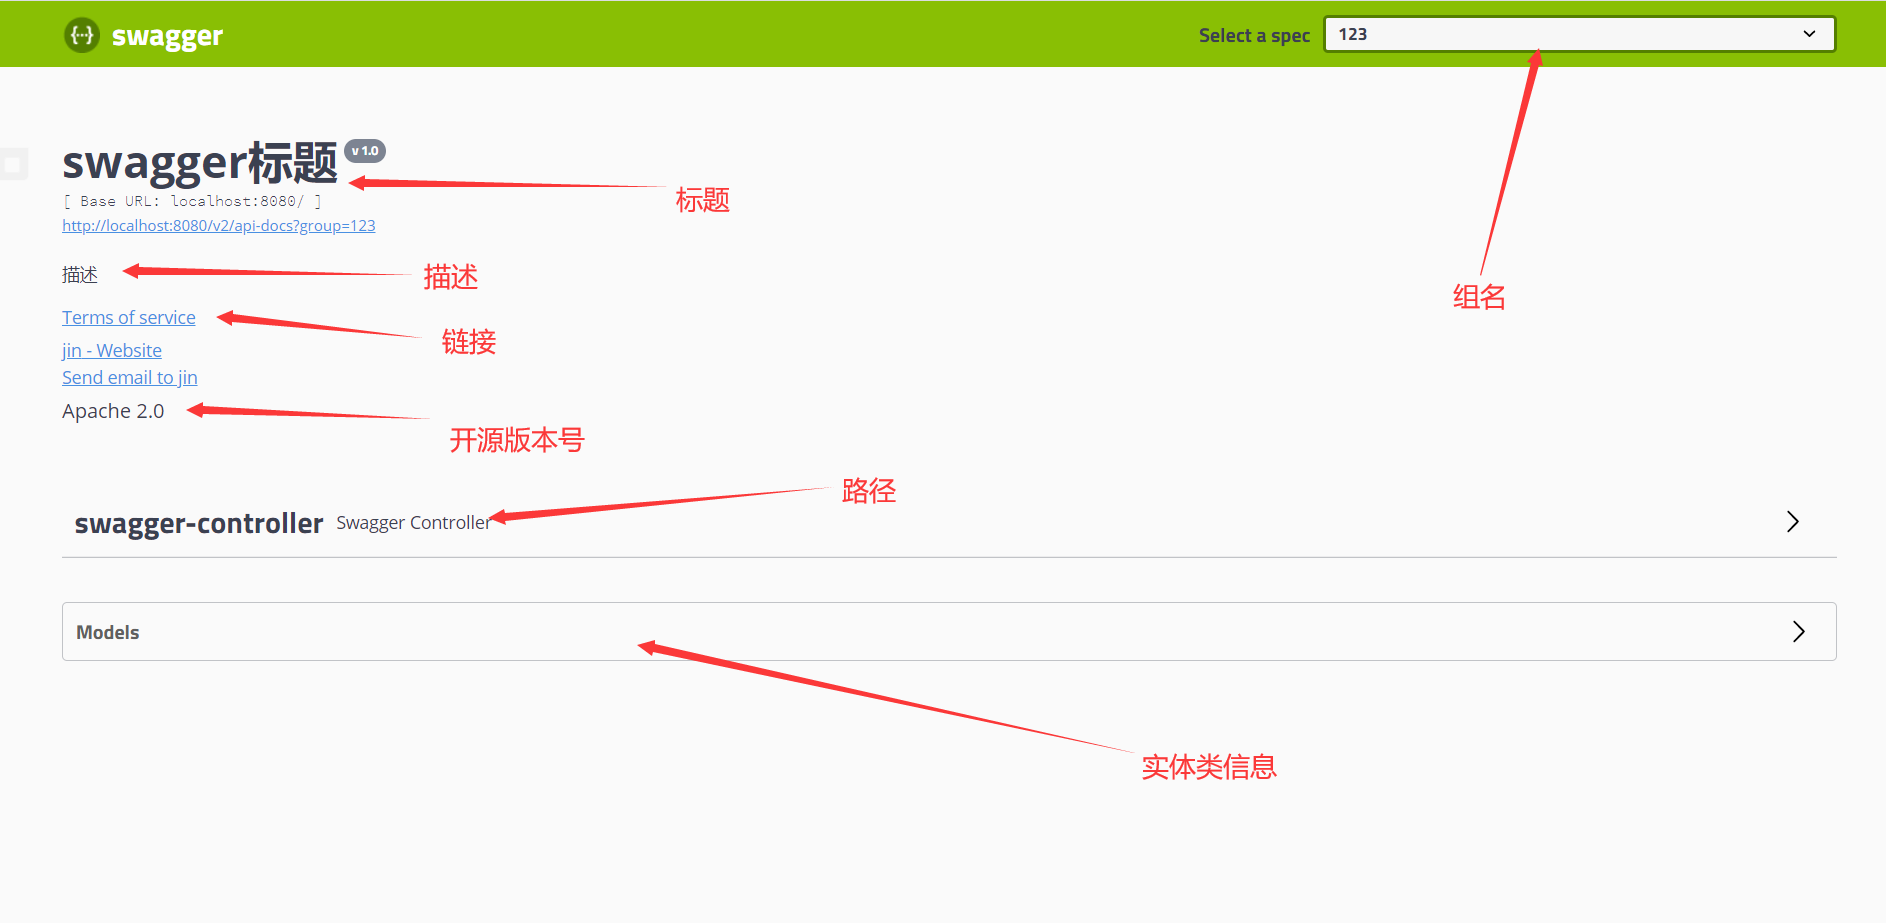 {···} swagger
Select a spec 123
swagger标题 v 1.0
标题
[ Base URL: localhost:8080/ ]
http://localhost:8080/v2/api-docs?group=123
描述
描述
组名
Terms of service
链接
jin - Website
Send email to jin
Apache 2.0
开源版本号
路径
swagger-controller Swagger Controller
Models
实体类信息